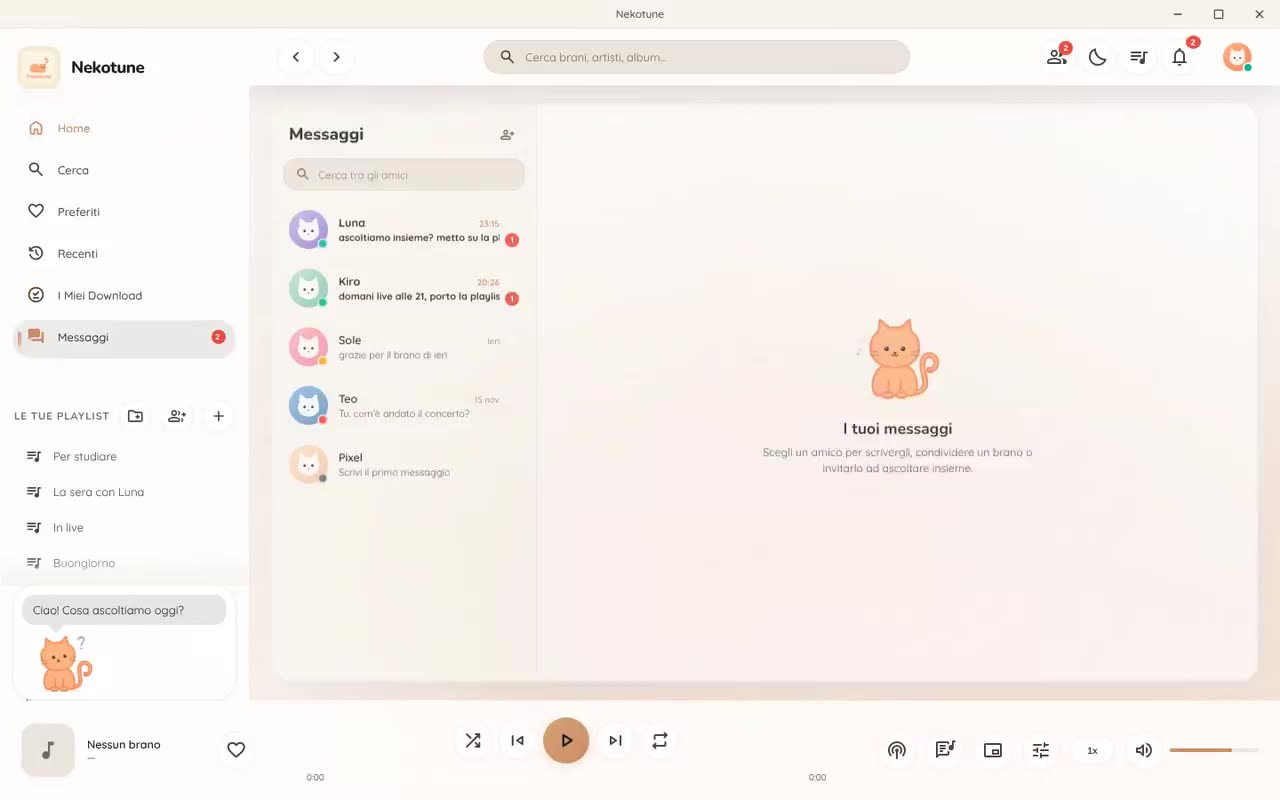 Nekotune
Nekotune
Cerca brani, artisti, album...
2
2
Home
Cerca
Preferiti
Recenti
I Miei Download
Messaggi
2
LE TUE PLAYLIST
Per studiare
La sera con Luna
In live
Buongiorno
Ciao! Cosa ascoltiamo oggi?
?
Messaggi
Cerca tra gli amici
Luna
23:15
ascoltiamo insieme? metto su la pl
1
Kiro
20:26
domani live alle 21, porto la playlis
1
Sole
ieri
grazie per il brano di ieri
Teo
15 nov
Tu: com'è andato il concerto?
Pixel
Scrivi il primo messaggio
I tuoi messaggi
Scegli un amico per scrivergli, condividere un brano o
invitarlo ad ascoltare insieme.
Nessun brano
—
0:00
0:00
1x